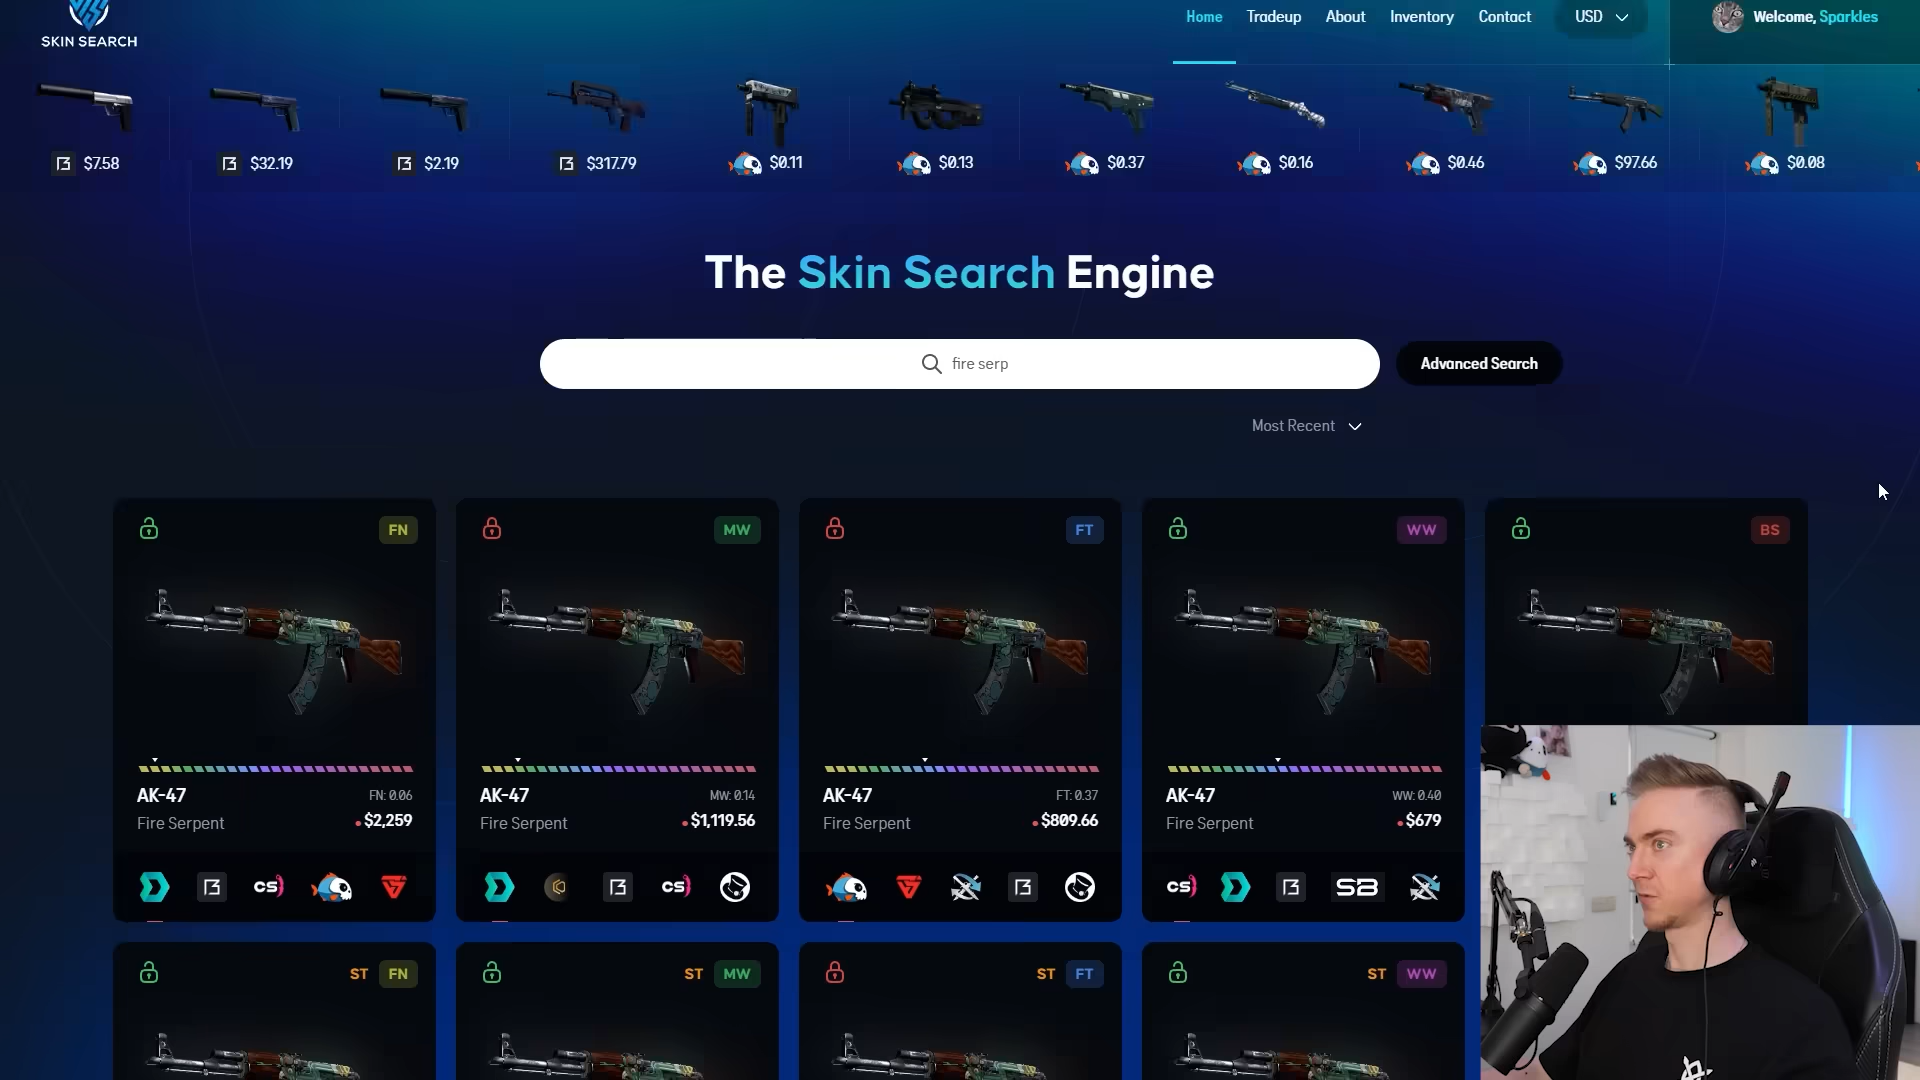 SKIN SEARCH
Home
Tradeup
About
Inventory
Contact
USD
Welcome, Sparkles
$7.58
$32.19
$2.19
$317.79
$0.11
$0.13
$0.37
$0.16
$0.46
$97.66
$0.08
The Skin Search Engine
fire serp
Advanced Search
Most Recent
FN
MW
FT
WW
BS
AK-47
FN: 0.06
Fire Serpent
$2,259
AK-47
MW: 0.14
Fire Serpent
$1,119.56
AK-47
FT: 0.37
Fire Serpent
$809.66
AK-47
WW: 0.40
Fire Serpent
$679
CS
CS
CS
SB
ST FN
ST MW
ST FT
ST WW